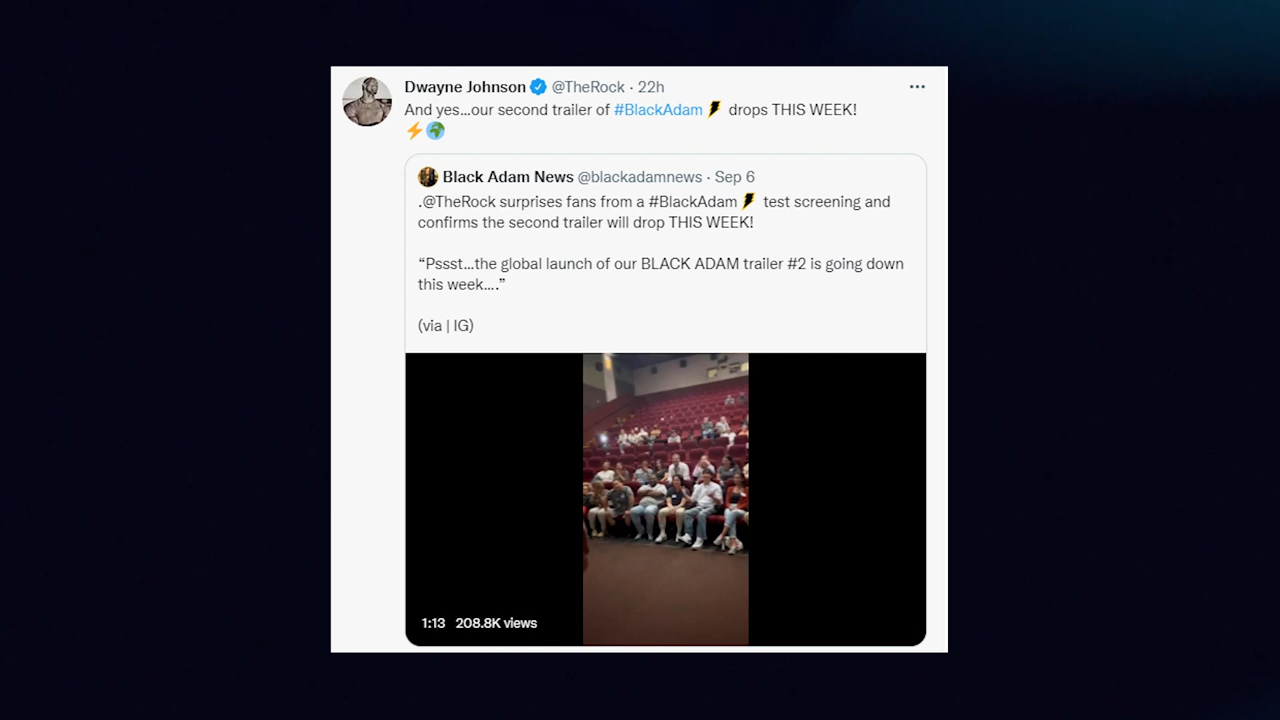 Dwayne Johnson @TheRock · 22h
And yes...our second trailer of #BlackAdam drops THIS WEEK!
Black Adam News @blackadamnews · Sep 6
.@TheRock surprises fans from a #BlackAdam test screening and
confirms the second trailer will drop THIS WEEK!
“Pssst...the global launch of our BLACK ADAM trailer #2 is going down
this week....”
(via | IG)
1:13 208.8K views